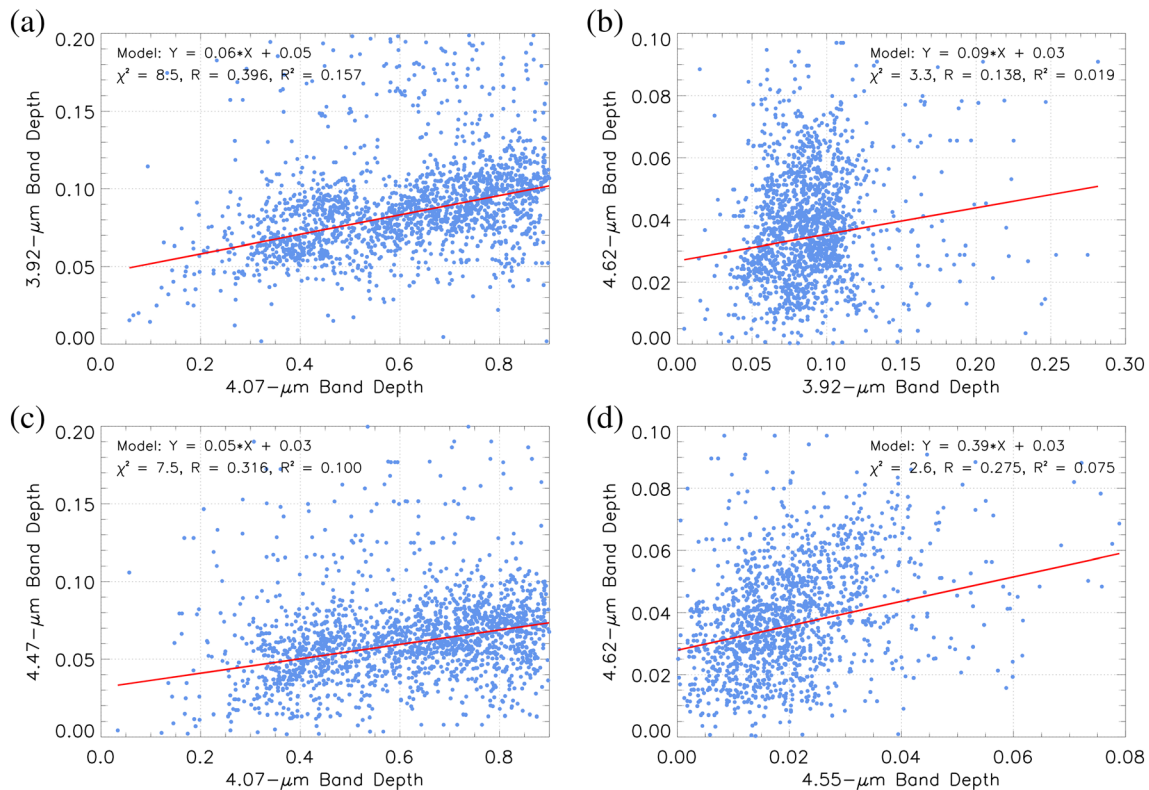 (a)
Model: Y = 0.06*X + 0.05
χ² = 8.5, R = 0.396, R² = 0.157
3.92-μm Band Depth
0.20
0.15
0.10
0.05
0.00
0.0 0.2 0.4 0.6 0.8
4.07-μm Band Depth
(b)
Model: Y = 0.09*X + 0.03
χ² = 3.3, R = 0.138, R² = 0.019
4.62-μm Band Depth
0.10
0.08
0.06
0.04
0.02
0.00
0.00 0.05 0.10 0.15 0.20 0.25 0.30
3.92-μm Band Depth
(c)
Model: Y = 0.05*X + 0.03
χ² = 7.5, R = 0.316, R² = 0.100
4.47-μm Band Depth
0.20
0.15
0.10
0.05
0.00
0.0 0.2 0.4 0.6 0.8
4.07-μm Band Depth
(d)
Model: Y = 0.39*X + 0.03
χ² = 2.6, R = 0.275, R² = 0.075
4.62-μm Band Depth
0.10
0.08
0.06
0.04
0.02
0.00
0.00 0.02 0.04 0.06 0.08
4.55-μm Band Depth